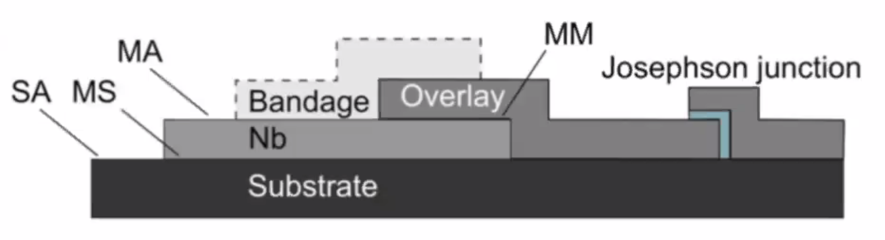 MM
MA
Josephson junction
SA MS
Bandage
Overlay
Nb
Substrate